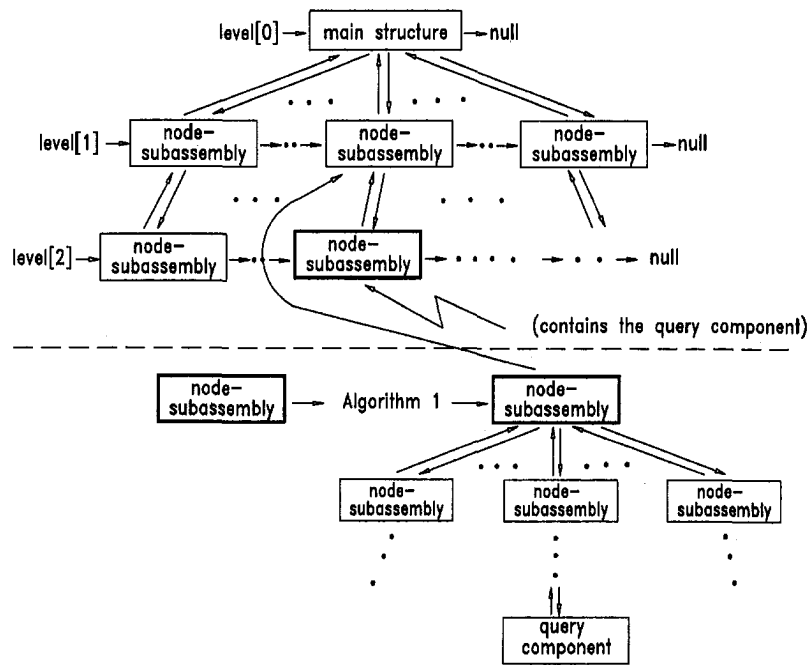 level[0] main structure null
level[1] node- subassembly node- subassembly node- subassembly null
level[2] node- subassembly node- subassembly null
(contains the query component)
node- subassembly Algorithm 1 node- subassembly
node- subassembly node- subassembly node- subassembly
query component